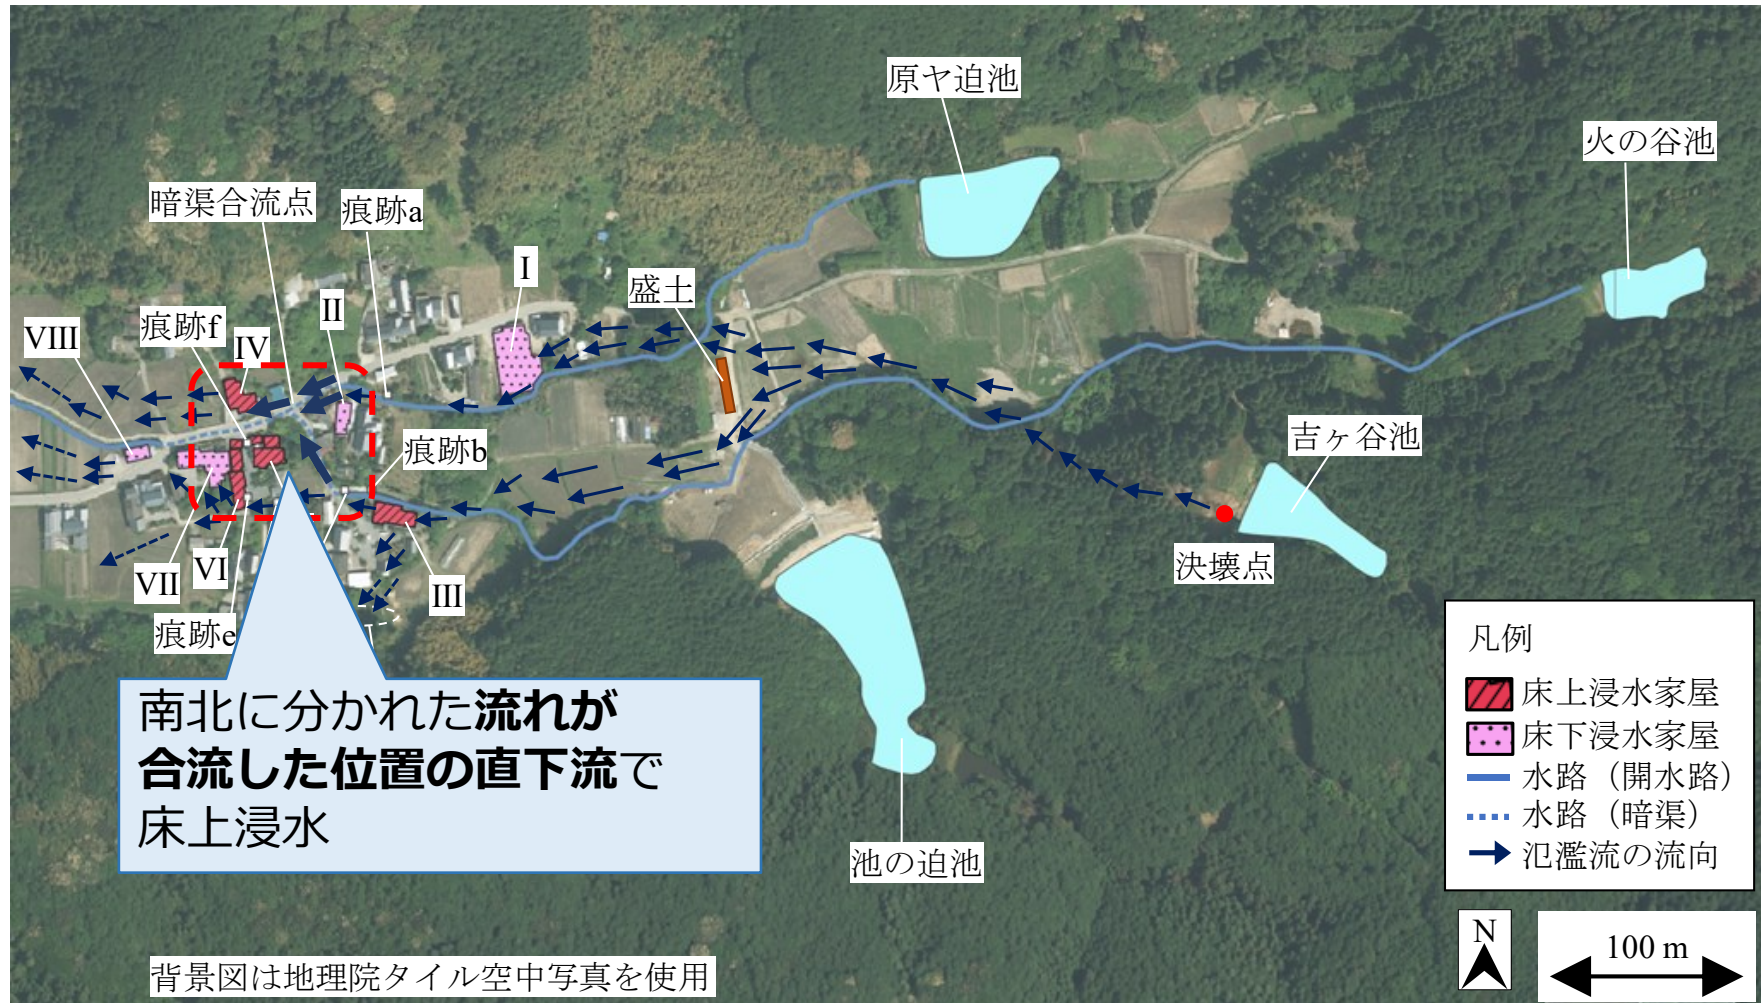 原ヤ迫池
火の谷池
暗渠合流点
痕跡a
I
盛土
II
痕跡f
VIII
IV
痕跡b
吉ヶ谷池
決壊点
VII
VI
III
痕跡e
南北に分かれた流れが
合流した位置の直下流で
床上浸水
池の迫池
凡例
床上浸水家屋
床下浸水家屋
水路（開水路）
水路（暗渠）
氾濫流の流向
N
100 m
背景図は地理院タイル空中写真を使用